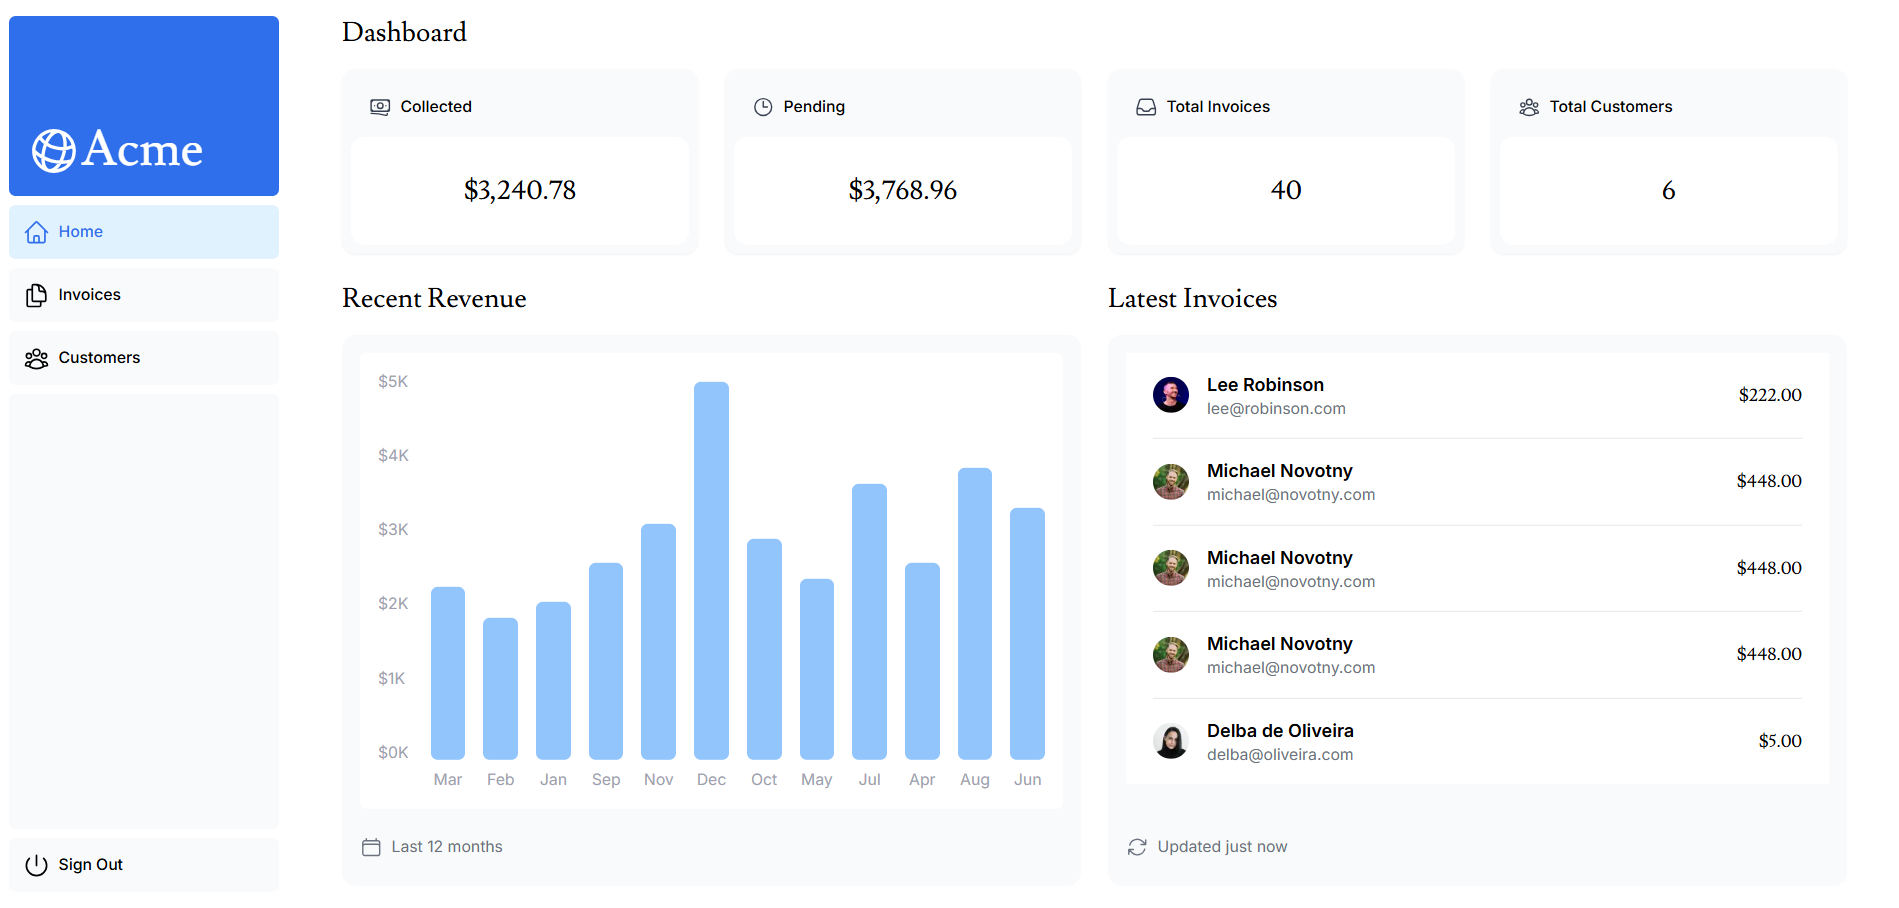 Acme
Home
Invoices
Customers
Sign Out
Dashboard
Collected
$3,240.78
Pending
$3,768.96
Total Invoices
40
Total Customers
6
Recent Revenue
$5K
$4K
$3K
$2K
$1K
$0K
Mar Feb Jan Sep Nov Dec Oct May Jul Apr Aug Jun
Last 12 months
Latest Invoices
Lee Robinson
lee@robinson.com
$222.00
Michael Novotny
michael@novotny.com
$448.00
Michael Novotny
michael@novotny.com
$448.00
Michael Novotny
michael@novotny.com
$448.00
Delba de Oliveira
delba@oliveira.com
$5.00
Updated just now